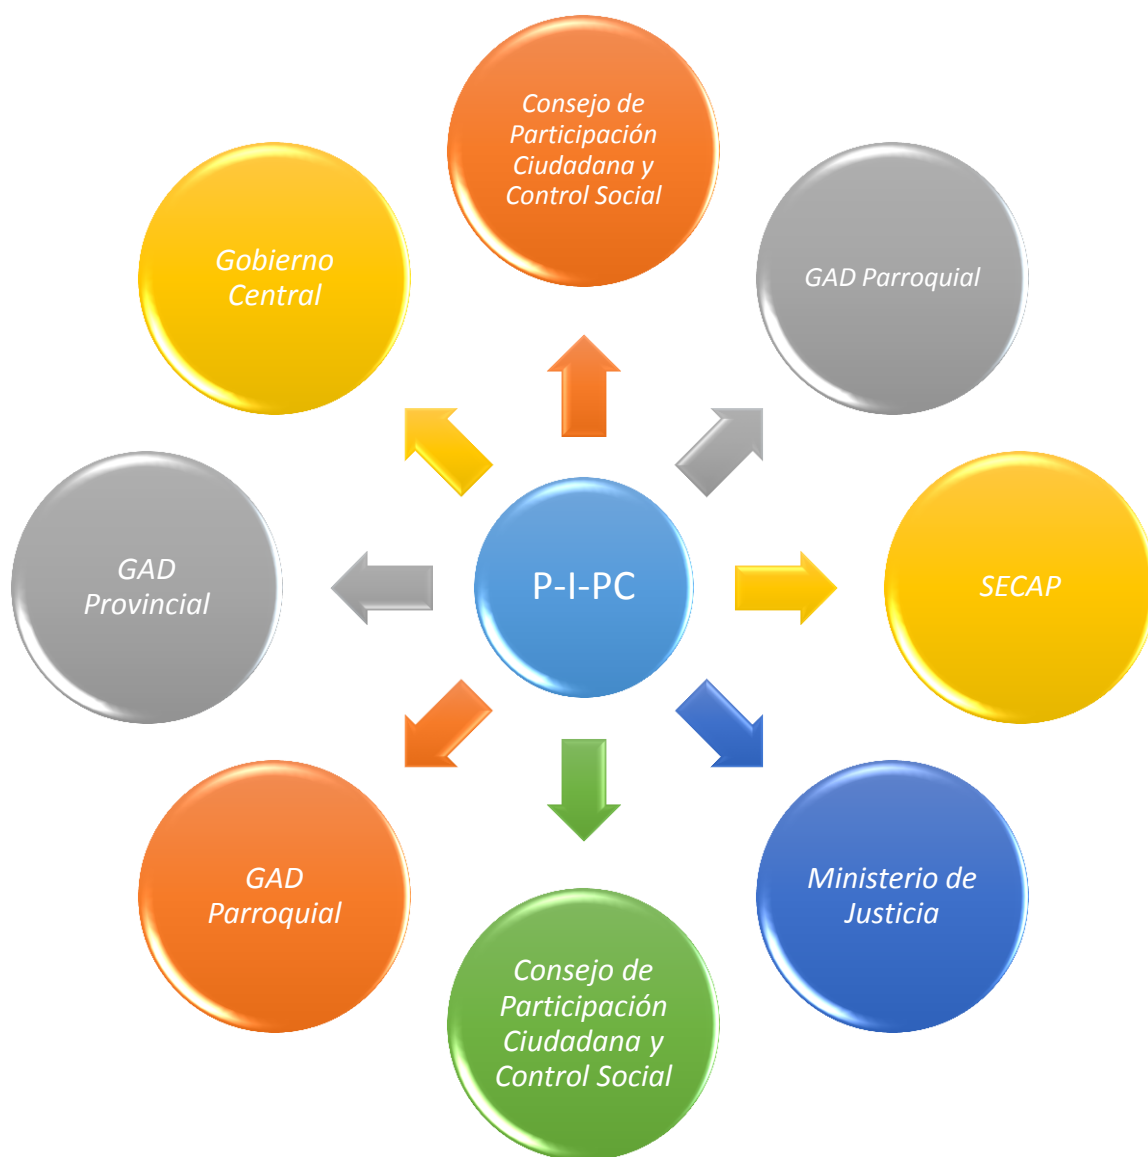 Consejo de
Participación
Ciudadana y
Control Social
Gobierno
Central
GAD Parroquial
GAD
Provincial
P-I-PC
SECAP
GAD
Parroquial
Ministerio de
Justicia
Consejo de
Participación
Ciudadana y
Control Social